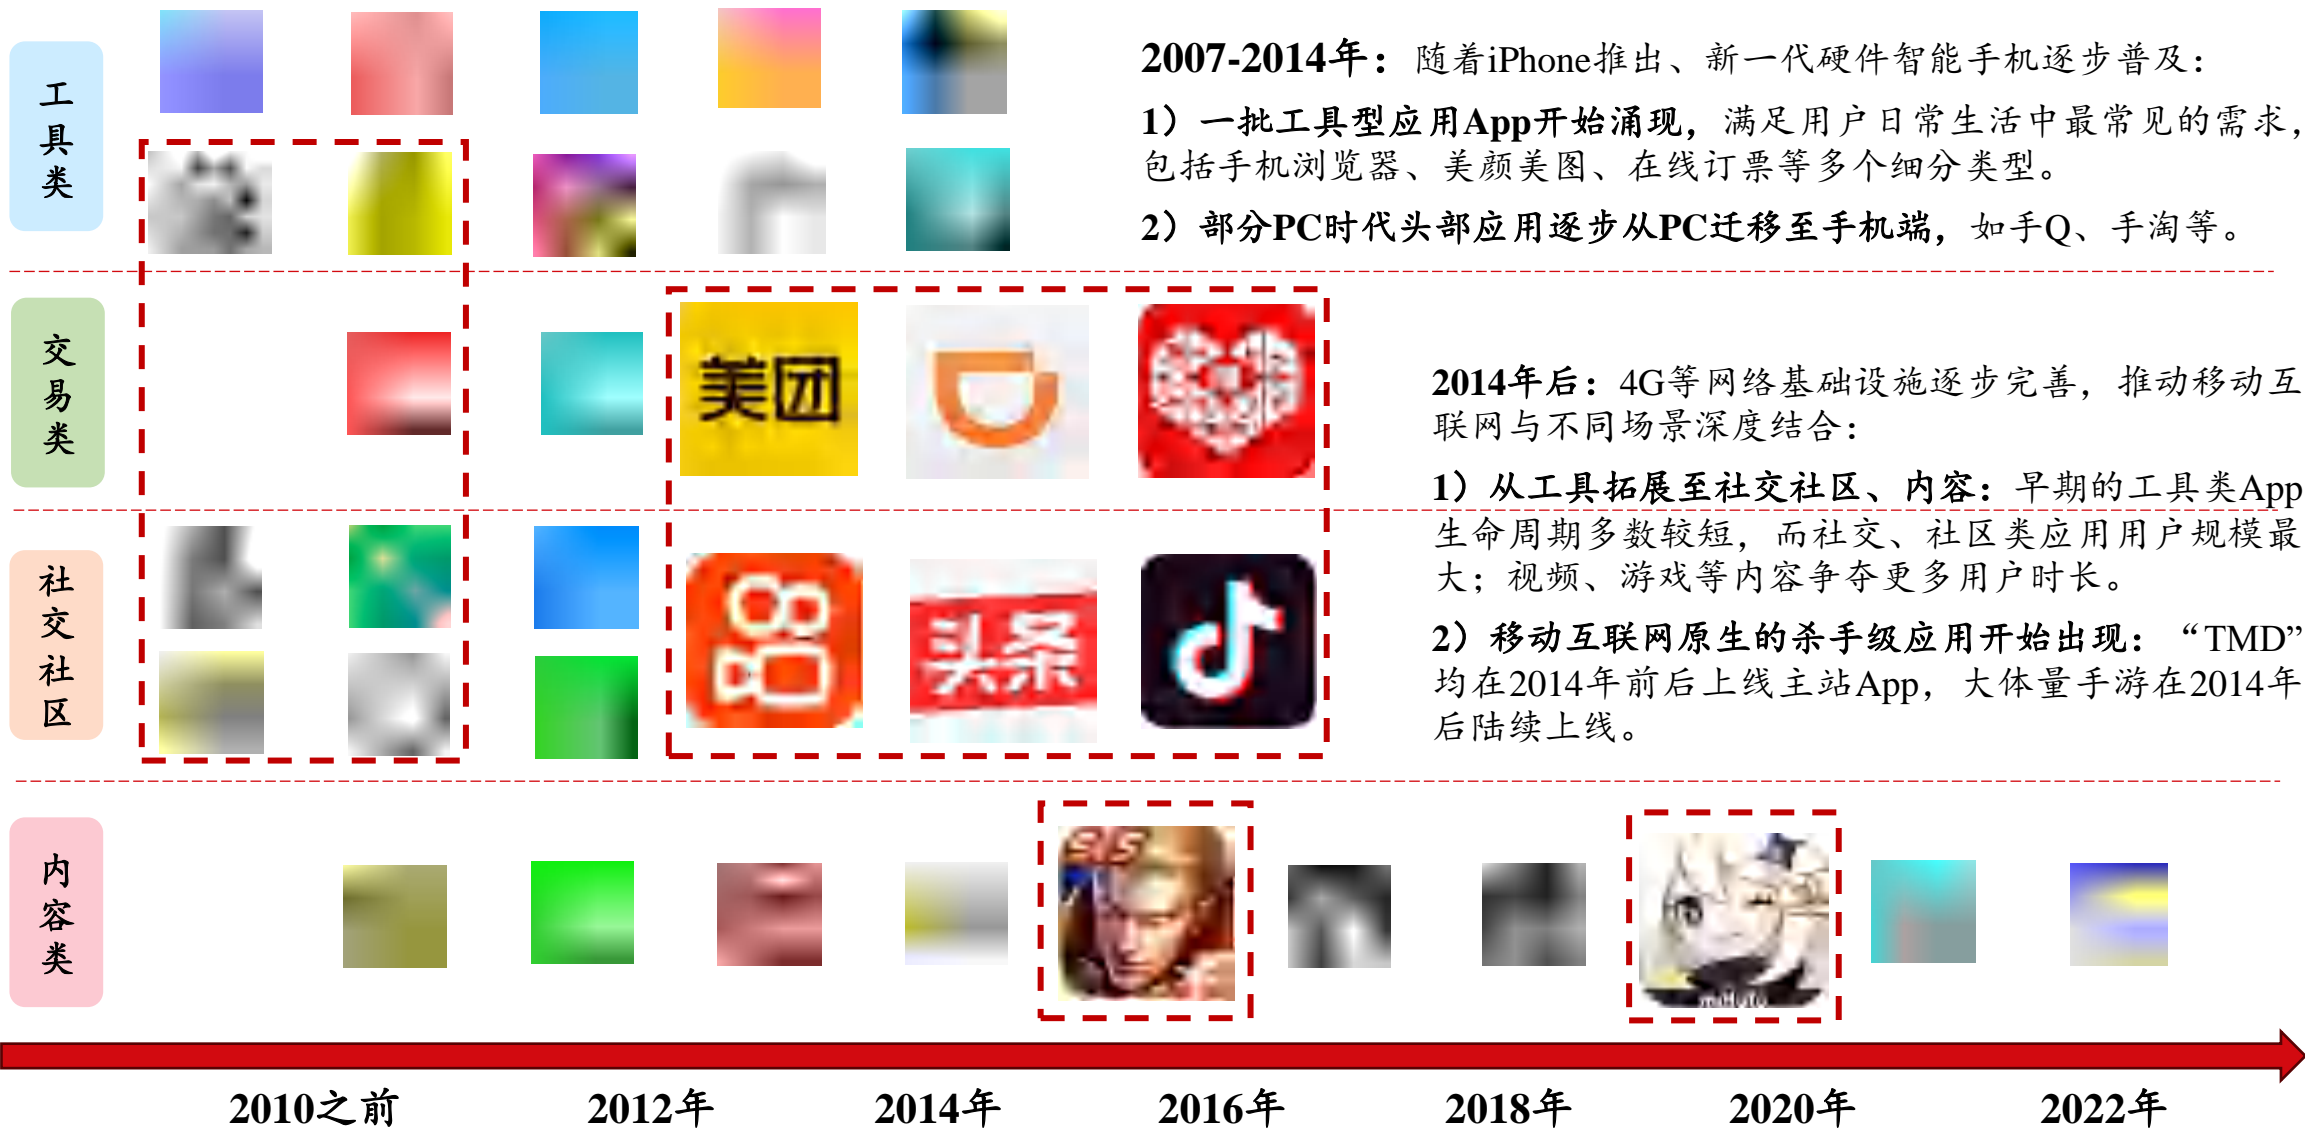 工具类
2007-2014年：随着iPhone推出、新一代硬件智能手机逐步普及：
1）一批工具型应用App开始涌现，满足用户日常生活中最常见的需求，
包括手机浏览器、美颜美图、在线订票等多个细分类型。
2）部分PC时代头部应用逐步从PC迁移至手机端，如手Q、手淘等。
交易类
美团
2014年后：4G等网络基础设施逐步完善，推动移动互
联网与不同场景深度结合：
1）从工具拓展至社交社区、内容：早期的工具类App
生命周期多数较短，而社交、社区类应用用户规模最
大；视频、游戏等内容争夺更多用户时长。
2）移动互联网原生的杀手级应用开始出现：“TMD”
均在2014年前后上线主站App，大体量手游在2014年
后陆续上线。
社交社区
头条
内容类
2010之前
2012年
2014年
2016年
2018年
2020年
2022年